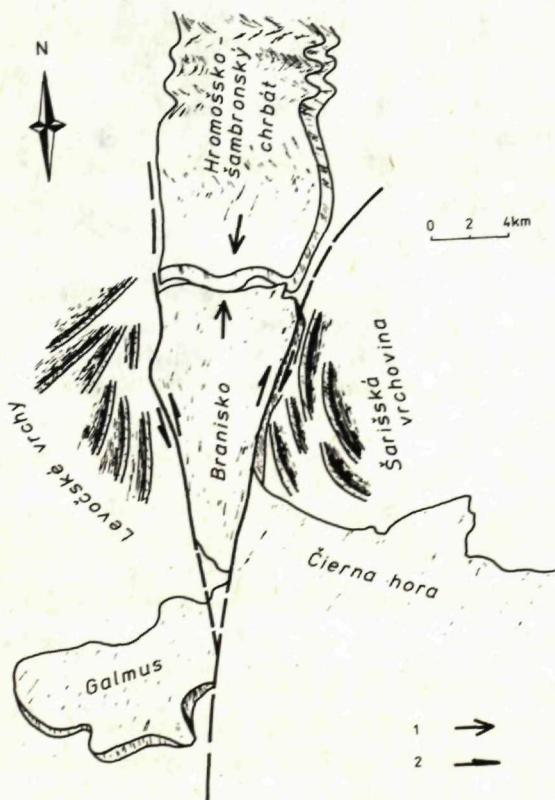 N
Hromošsko
šambronský
chrbát
0 2 4km
Levočské vrchy
Branisko
Šarišská
vrchovina
Čierna hora
Galmus
1
2